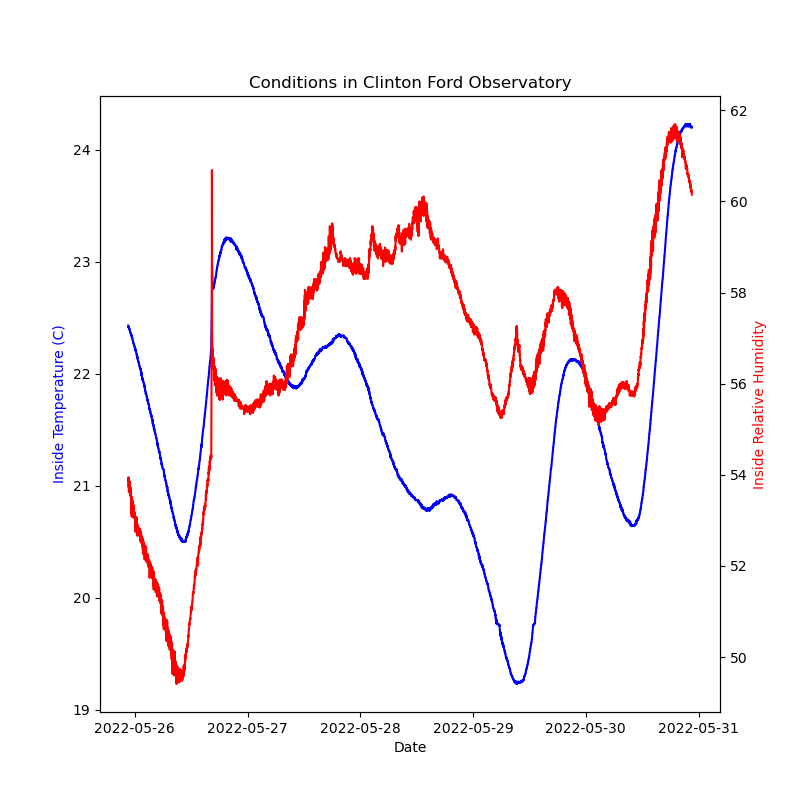 Conditions in Clinton Ford Observatory
24
23
22
21
20
19
Inside Temperature (C)
62
60
58
56
54
52
50
Inside Relative Humidity
2022-05-26 2022-05-27 2022-05-28 2022-05-29 2022-05-30 2022-05-31
Date